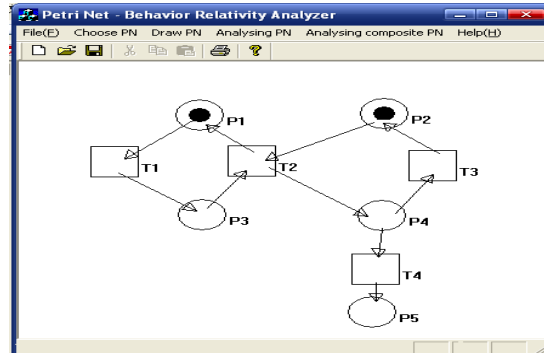 Petri Net - Behavior Relativity Analyzer
File(F) Choose PN Draw PN Analysing PN Analysing composite PN Help(H)
P1 P2
T1 T2 T3
P3 P4
T4
P5